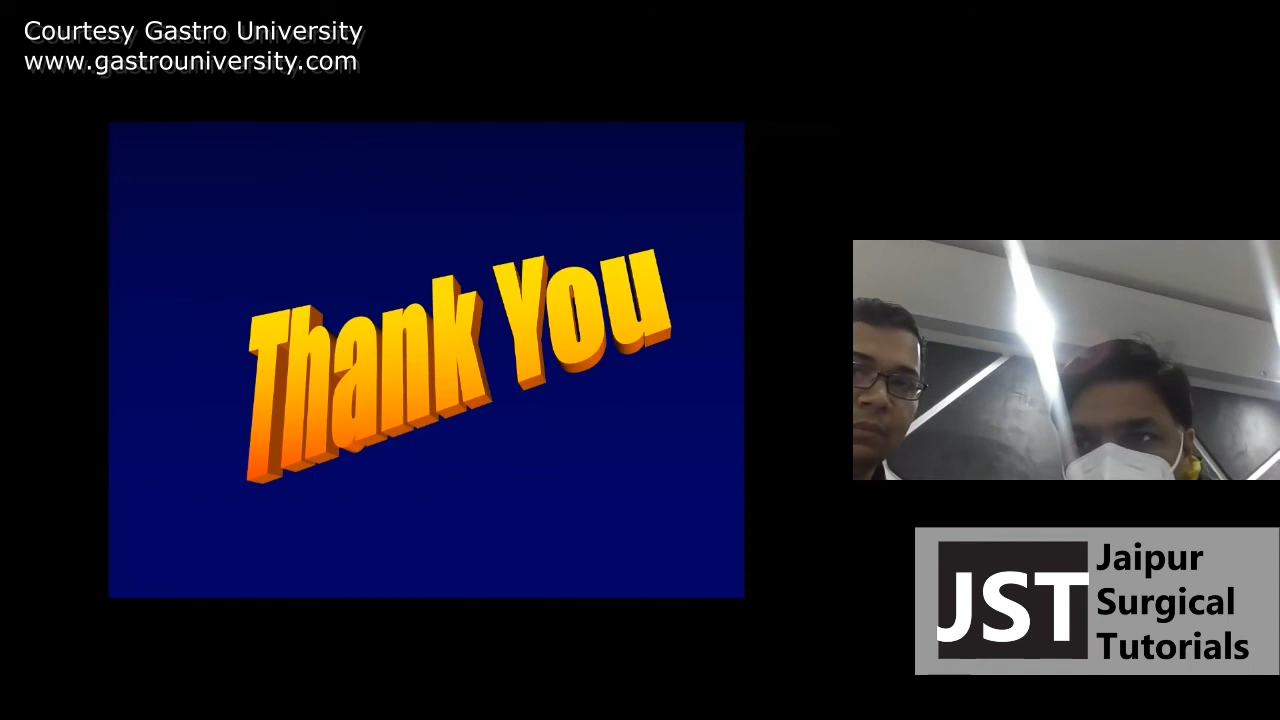 Courtesy Gastro University
www.gastrouniversity.com
Thank You
JST
Jaipur
Surgical
Tutorials